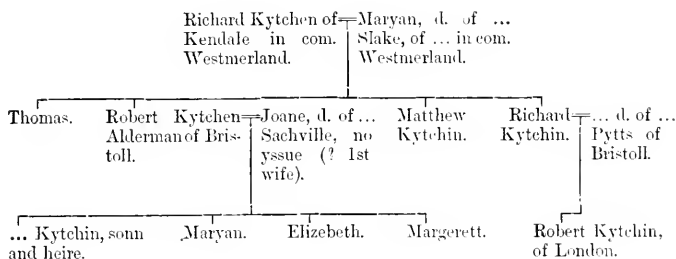 Richard Kytchen of
Kendale in com.
Westmerland.
Maryan, d. of ...
Slake, of ... in com.
Westmerland.
Thomas.
Robert Kytchen
Alderman of Bris-
toll.
Joane, d. of ...
Sachville, no
yssue (? 1st
wife).
Matthew
Kytchin.
Richard
Kytchin.
... d. of ...
Pytts of
Bristoll.
... Kytchin, sonn
and heire.
Maryan.
Elizebeth.
Margerett.
Robert Kytchin,
of London.